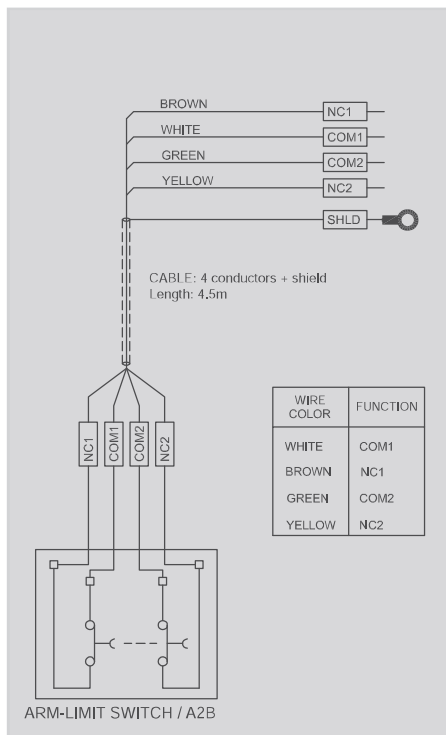 BROWN NC1
WHITE COM1
GREEN COM2
YELLOW NC2
SHLD
CABLE: 4 conductors + shield
Length: 4.5m
NC1 COM1 COM2 NC2
WIRE COLOR FUNCTION
WHITE COM1
BROWN NC1
GREEN COM2
YELLOW NC2
ARM-LIMIT SWITCH / A2B